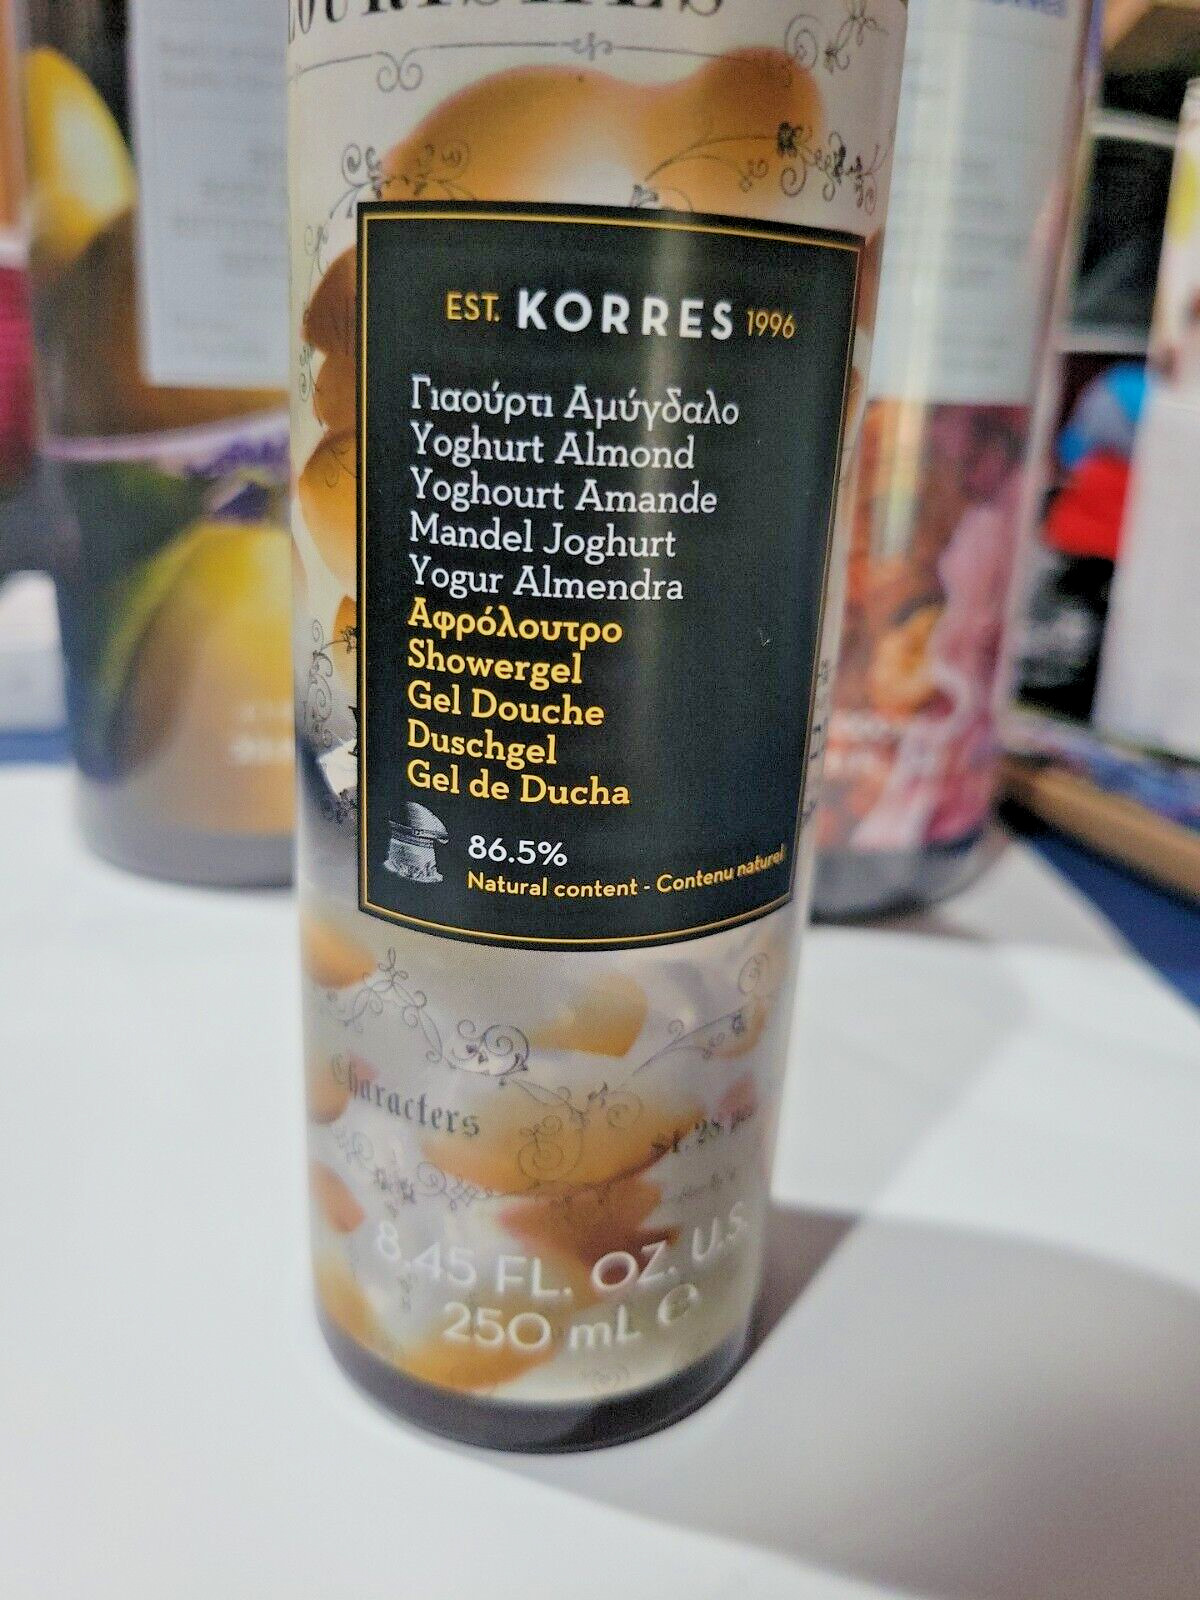 EST. KORRES 1996
Γιαούρτι Αμύγδαλο
Yoghurt Almond
Yoghourt Amande
Mandel Joghurt
Yogur Almendra
Αφρόλουτρο
Showergel
Gel Douche
Duschgel
Gel de Ducha
86.5%
Natural content - Contenu naturel
Characters
8.45 FL. OZ. U.S.
250 mL ℮